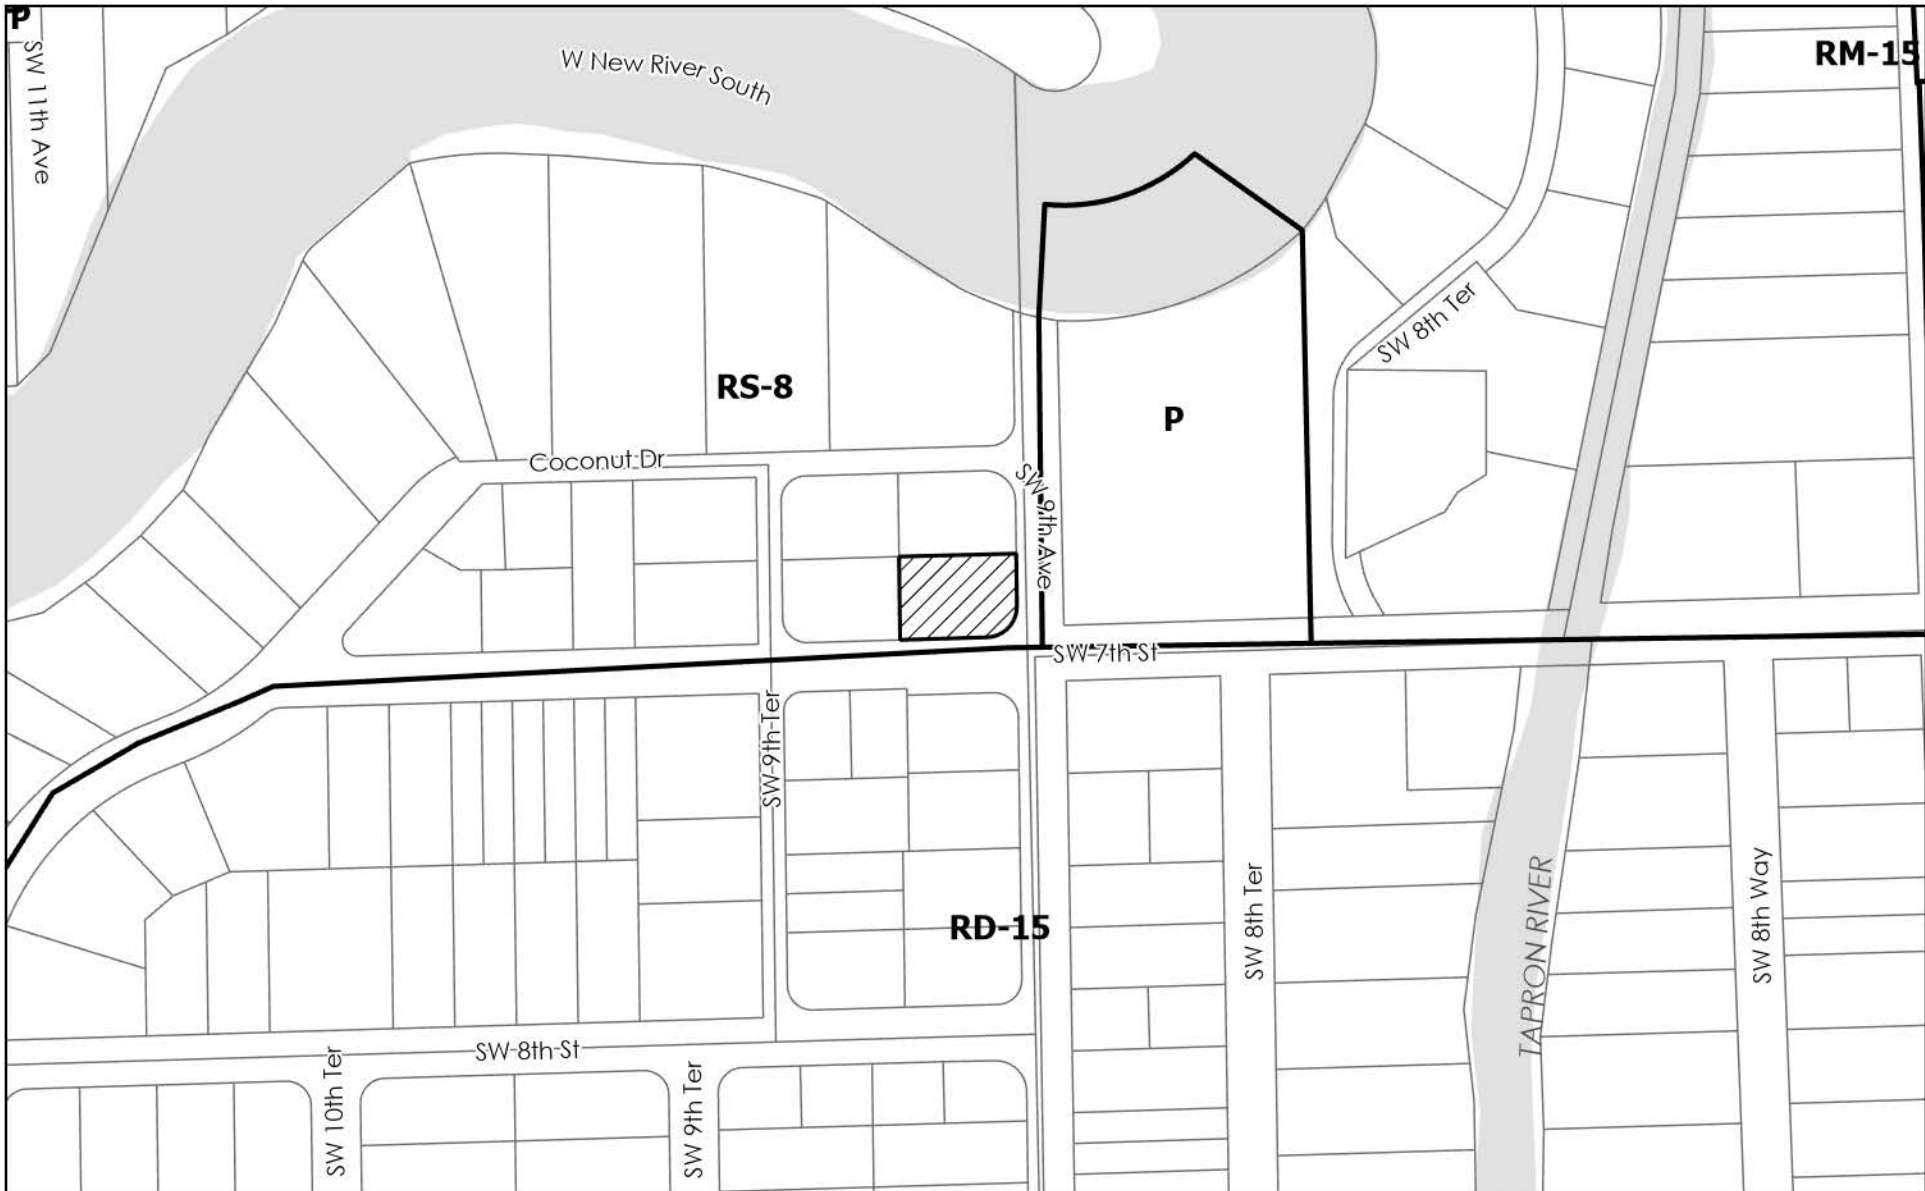 P
SW 11th Ave
W New River South
RM-15
SW 8th Ter
RS-8
P
Coconut Dr
SW 9th Ave
SW 7th St
SW 9th Ter
RD-15
SW 8th Ter
TAPRON RIVER
SW 8th Way
SW 8th St
SW 10th Ter
SW 9th Ter